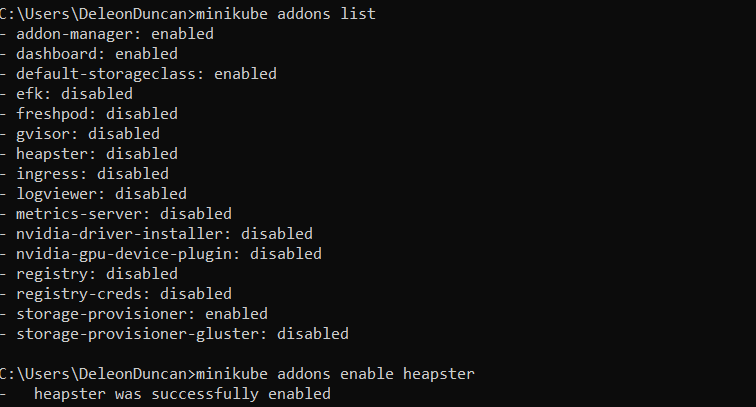 C:\Users\DeleonDuncan>minikube addons list
- addon-manager: enabled
- dashboard: enabled
- default-storageclass: enabled
- efk: disabled
- freshpod: disabled
- gvisor: disabled
- heapster: disabled
- ingress: disabled
- logviewer: disabled
- metrics-server: disabled
- nvidia-driver-installer: disabled
- nvidia-gpu-device-plugin: disabled
- registry: disabled
- registry-creds: disabled
- storage-provisioner: enabled
- storage-provisioner-gluster: disabled
C:\Users\DeleonDuncan>minikube addons enable heapster
-   heapster was successfully enabled